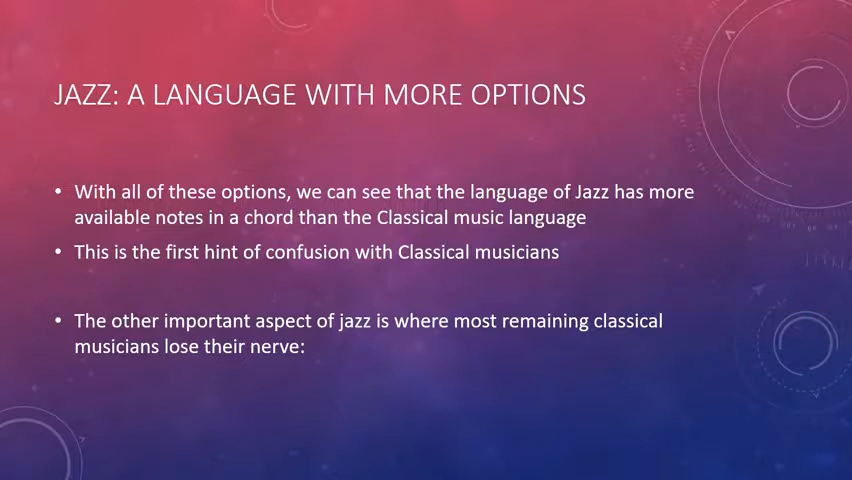 JAZZ: A LANGUAGE WITH MORE OPTIONS
• With all of these options, we can see that the language of Jazz has more
available notes in a chord than the Classical music language
• This is the first hint of confusion with Classical musicians
• The other important aspect of jazz is where most remaining classical
musicians lose their nerve: